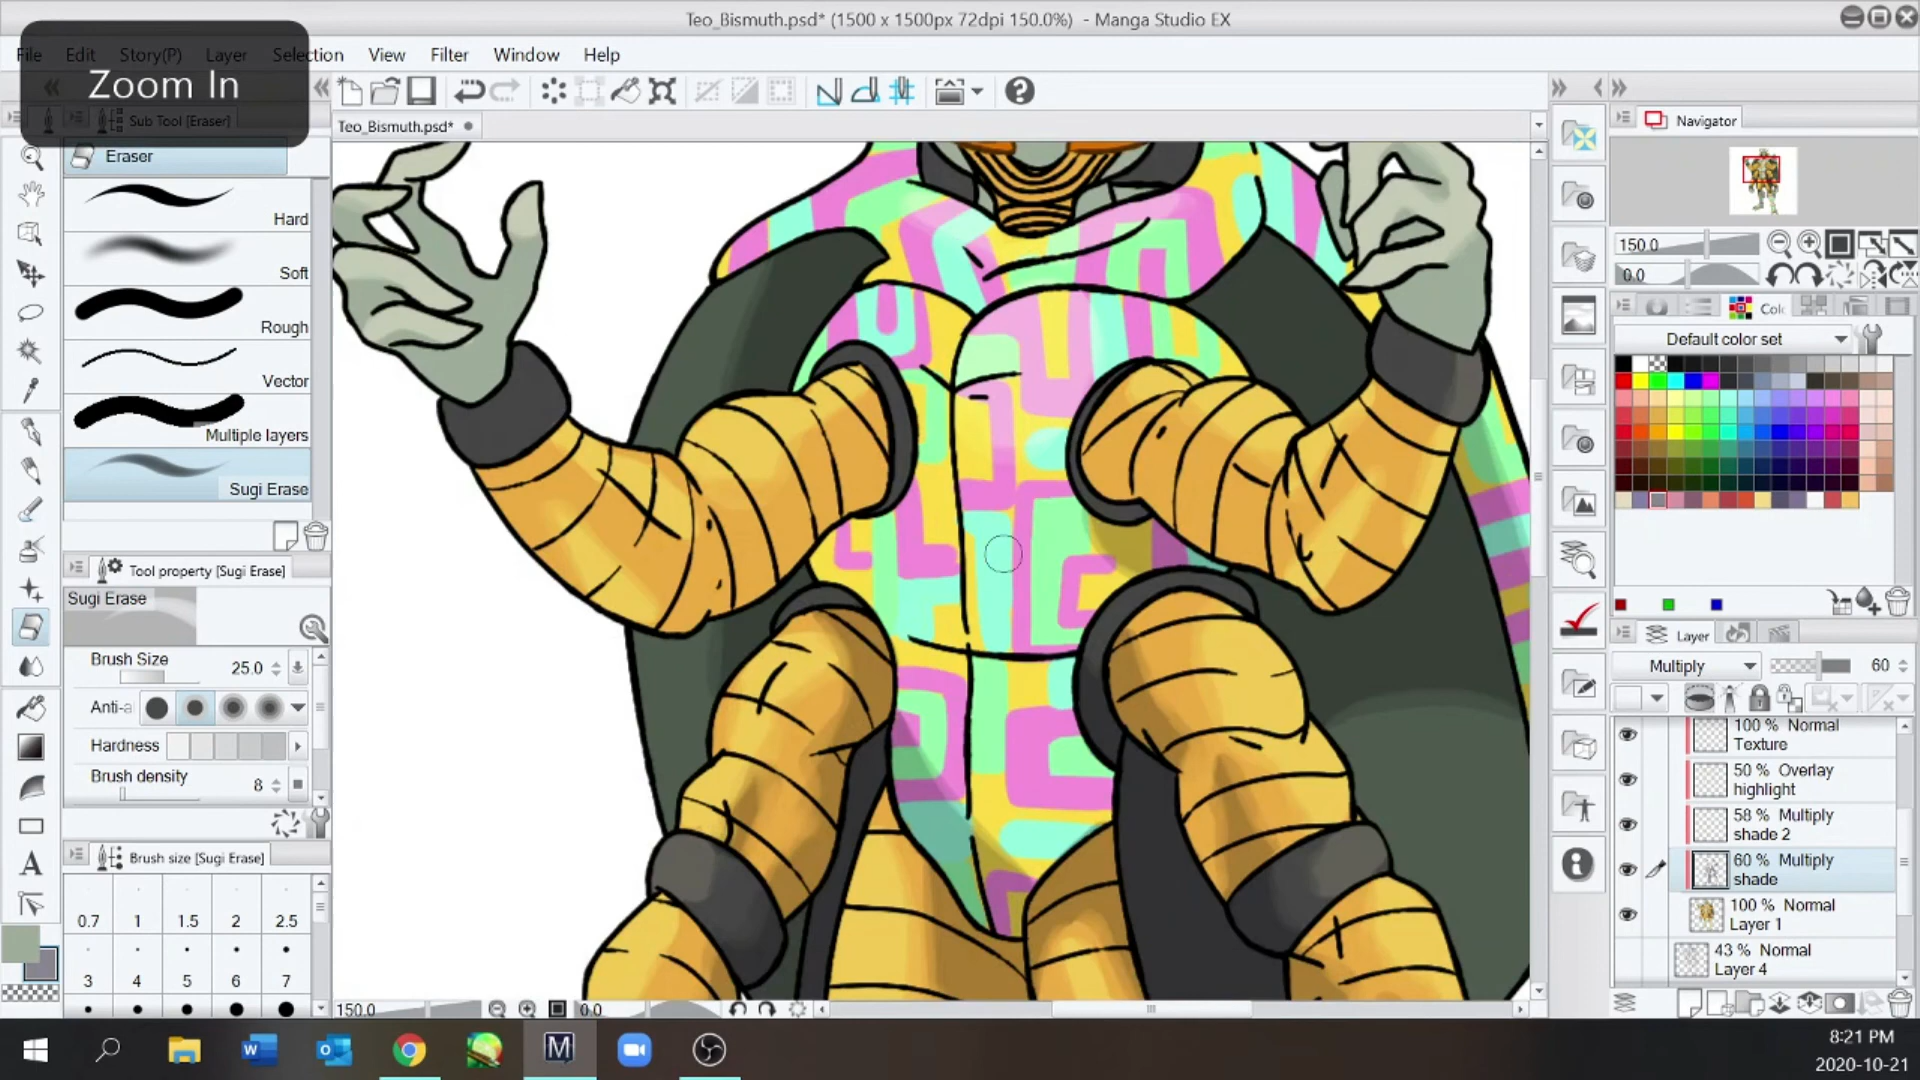 Teo_Bismuth.psd* (1500 x 1500px 72dpi 150.0%) - Manga Studio EX
File Edit Story(P) Layer Selection View Filter Window Help
Zoom In
Sub Tool [Eraser]
Teo_Bismuth.psd*
Navigator
Eraser
Hard
Soft
Rough
Vector
Multiple layers
Sugi Erase
150.0
0.0
Default color set
Tool property [Sugi Erase]
Sugi Erase
Brush Size 25.0
Anti-a
Hardness
Brush density 8
Brush size [Sugi Erase]
0.7 1 1.5 2 2.5
3 4 5 6 7
Layer
Multiply 60
100 % Normal
Texture
50 % Overlay
highlight
58 % Multiply
shade 2
60 % Multiply
shade
100 % Normal
Layer 1
43 % Normal
Layer 4
150.0 0.0
8:21 PM
2020-10-21